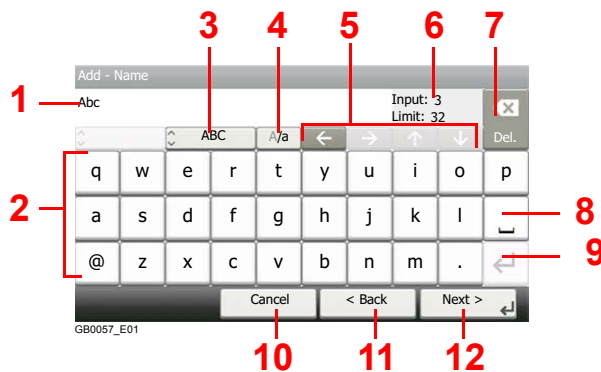 3 4 5 6 7
Add - Name
1 Abc Input: 3
Limit: 32
ABC A/a ← → ↑ ↓ Del.
2 q w e r t y u i o p
a s d f g h j k l 8
@ z x c v b n m . 9
Cancel < Back Next >
GB0057_E01
10 11 12